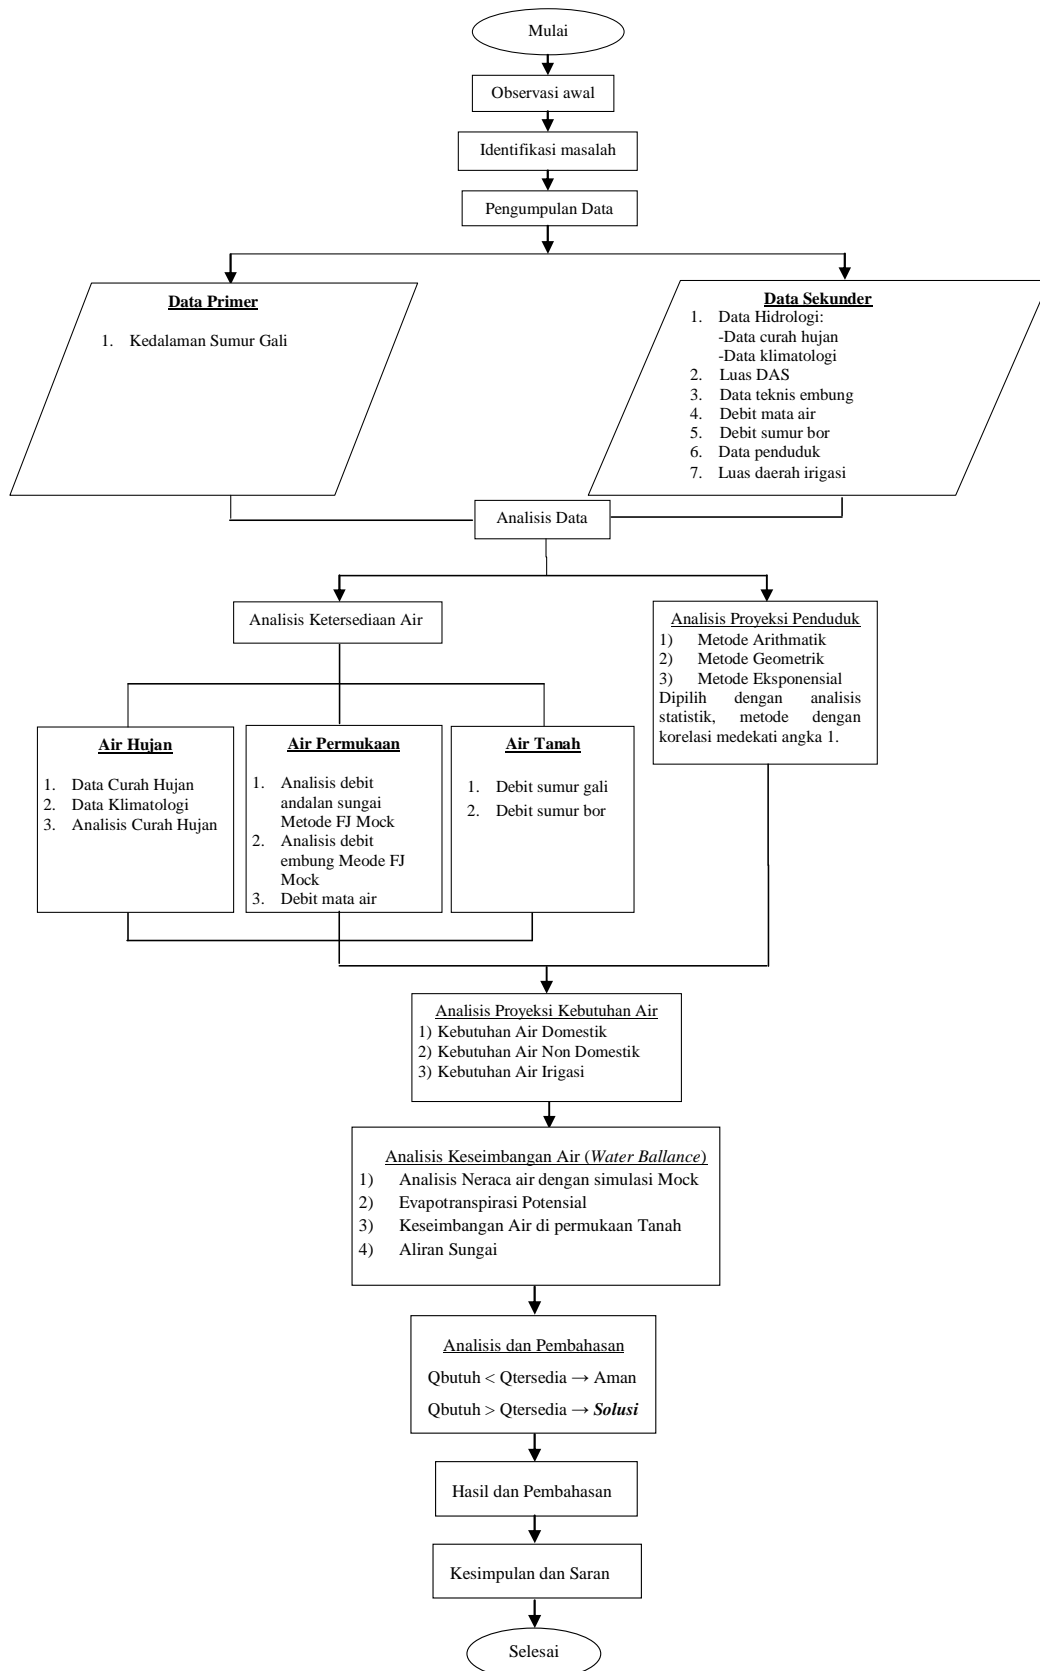 Mulai
Observasi awal
Identifikasi masalah
Pengumpulan Data
Data Primer
1. Kedalaman Sumur Gali
Data Sekunder
1. Data Hidrologi:
-Data curah hujan
-Data klimatologi
2. Luas DAS
3. Data teknis embung
4. Debit mata air
5. Debit sumur bor
6. Data penduduk
7. Luas daerah irigasi
Analisis Data
Analisis Ketersediaan Air
Analisis Proyeksi Penduduk
1) Metode Arithmatik
2) Metode Geometrik
3) Metode Eksponensial
Dipilih dengan analisis
statistik, metode dengan
korelasi medekati angka 1.
Air Hujan
1. Data Curah Hujan
2. Data Klimatologi
3. Analisis Curah Hujan
Air Permukaan
1. Analisis debit
andalan sungai
Metode FJ Mock
2. Analisis debit
embung Meode FJ
Mock
3. Debit mata air
Air Tanah
1. Debit sumur gali
2. Debit sumur bor
Analisis Proyeksi Kebutuhan Air
1) Kebutuhan Air Domestik
2) Kebutuhan Air Non Domestik
3) Kebutuhan Air Irigasi
Analisis Keseimbangan Air (Water Ballance)
1) Analisis Neraca air dengan simulasi Mock
2) Evapotranspirasi Potensial
3) Keseimbangan Air di permukaan Tanah
4) Aliran Sungai
Analisis dan Pembahasan
Qbutuh < Qtersedia → Aman
Qbutuh > Qtersedia → Solusi
Hasil dan Pembahasan
Kesimpulan dan Saran
Selesai